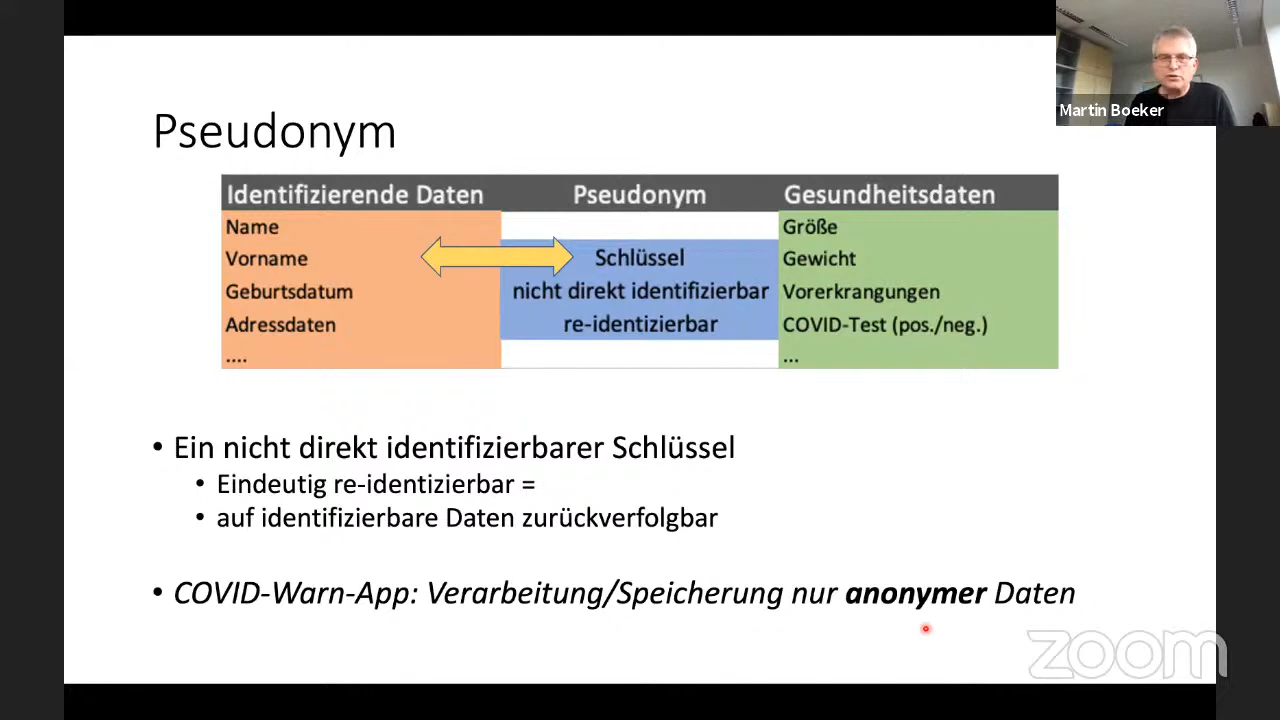 Martin Boeker
Pseudonym
Identifizierende Daten Pseudonym Gesundheitsdaten
Name Größe
Vorname Schlüssel Gewicht
Geburtsdatum nicht direkt identifizierbar Vorerkrangungen
Adressdaten re-identizierbar COVID-Test (pos./neg.)
.... ...
• Ein nicht direkt identifizierbarer Schlüssel
• Eindeutig re-identizierbar =
• auf identifizierbare Daten zurückverfolgbar
• COVID-Warn-App: Verarbeitung/Speicherung nur anonymer Daten
zoom